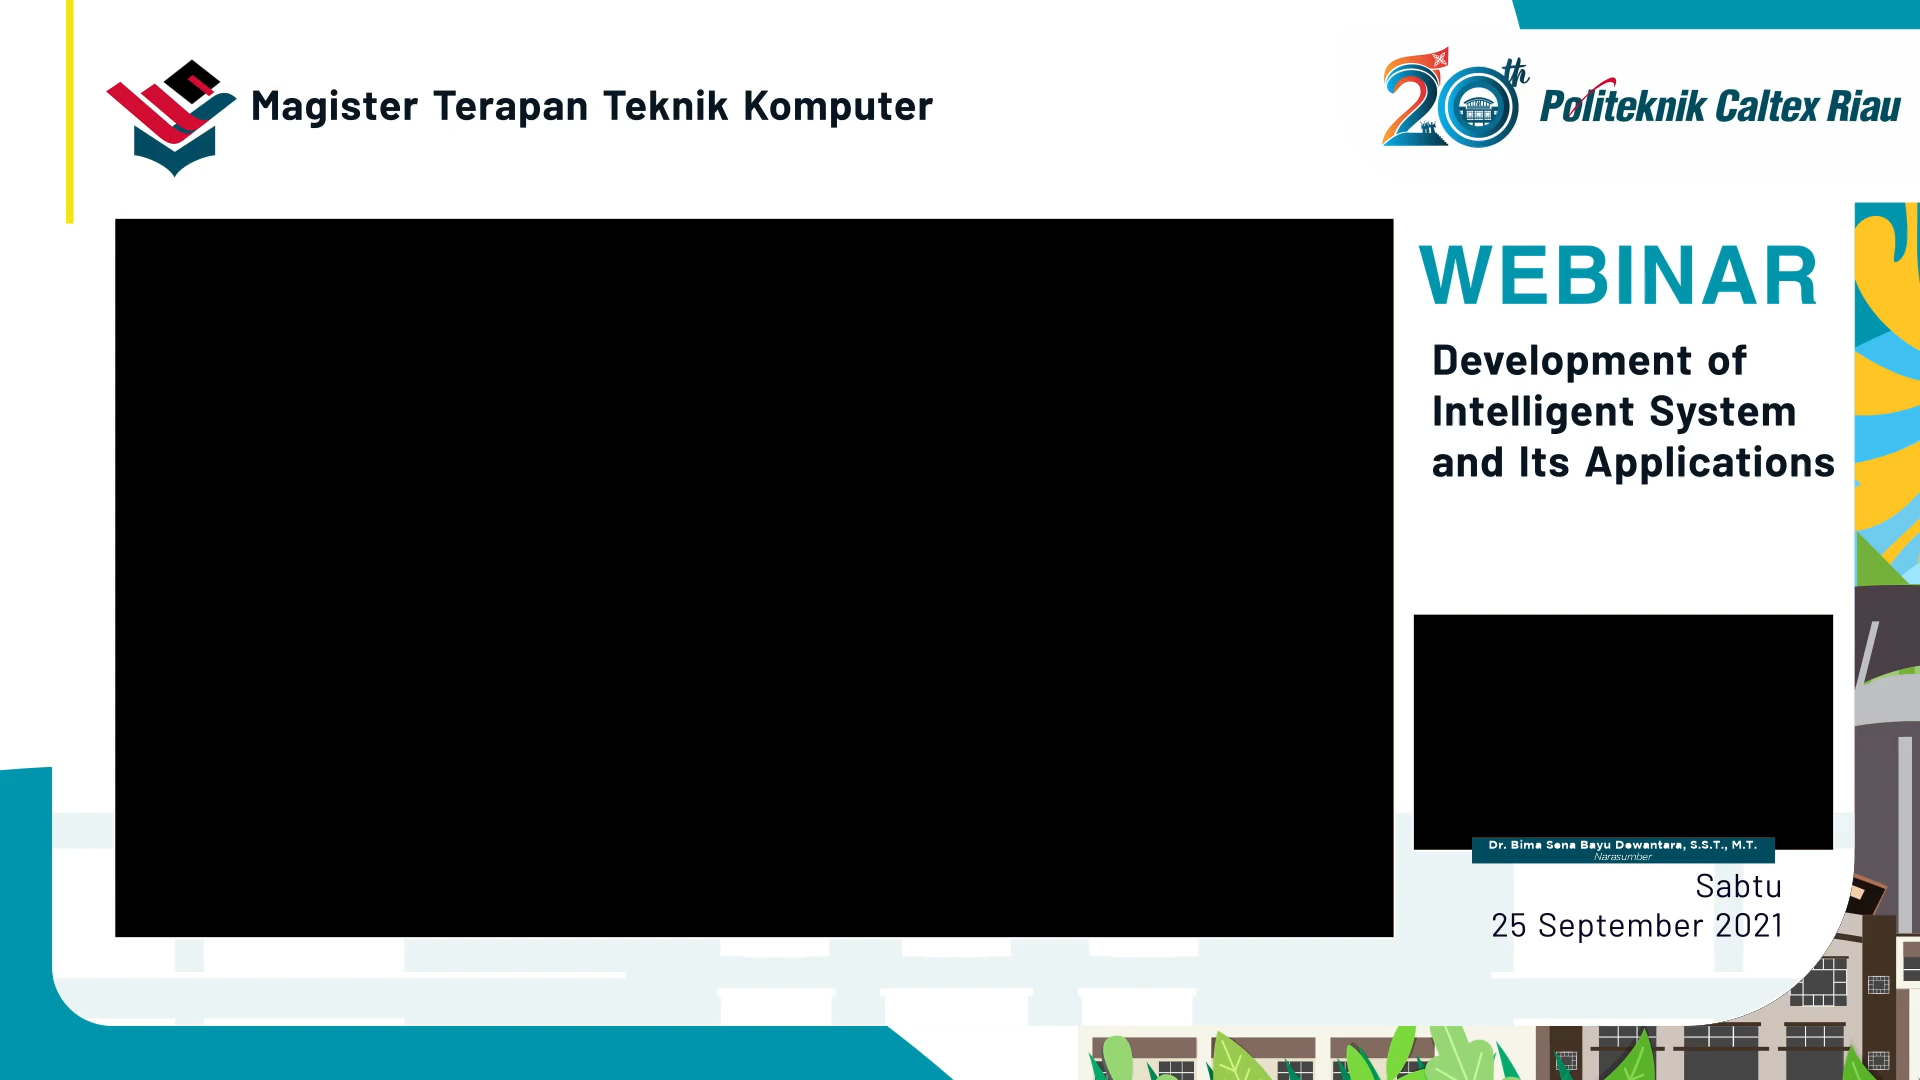 Magister Terapan Teknik Komputer
20th
Politeknik Caltex Riau
WEBINAR
Development of
Intelligent System
and Its Applications
Dr. Bima Sena Bayu Dewantara, S.S.T., M.T.
Narasumber
Sabtu
25 September 2021